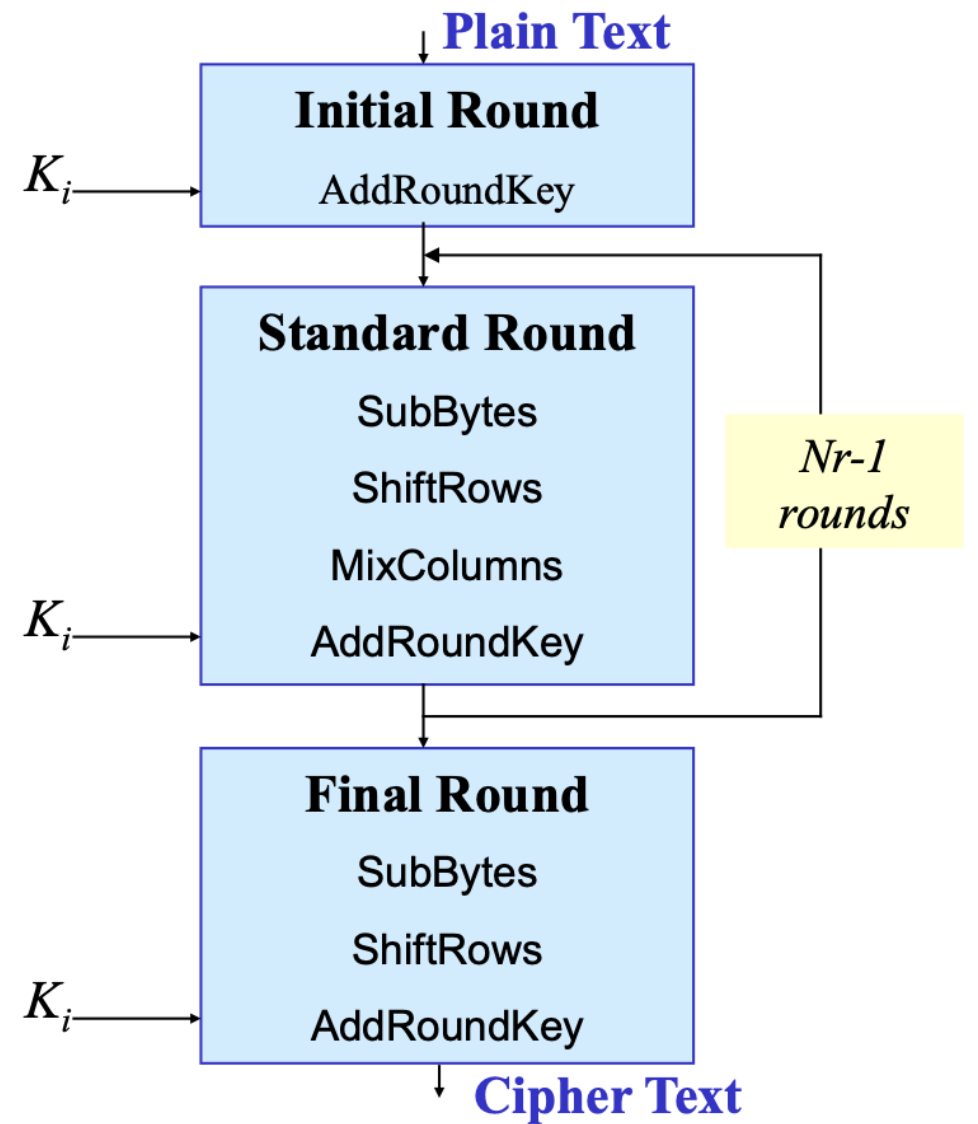 Plain Text
Initial Round
K_i
AddRoundKey
Standard Round
SubBytes
ShiftRows
Nr-1
rounds
MixColumns
K_i
AddRoundKey
Final Round
SubBytes
ShiftRows
K_i
AddRoundKey
Cipher Text